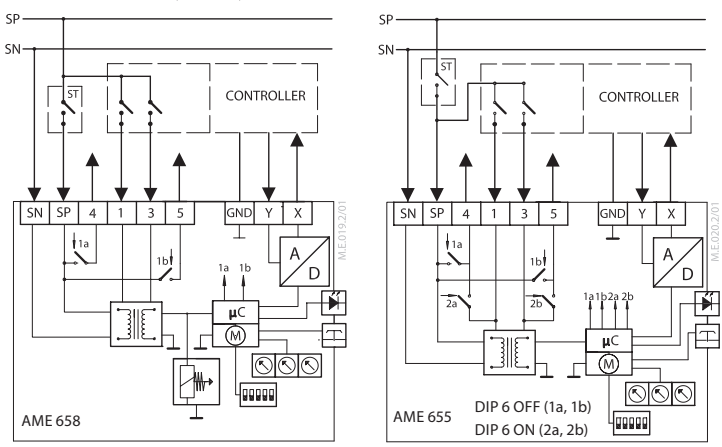 SP
SN
ST
CONTROLLER
SN SP 4 1 3 5 GND Y X
1a
1b
1a 1b
A
D
µC
M
AME 658
M.E.019.2/01
SP
SN
ST
CONTROLLER
SN SP 4 1 3 5 GND Y X
1a
1b
2a
2b
1a 1b 2a 2b
A
D
µC
M
AME 655
DIP 6 OFF (1a, 1b)
DIP 6 ON (2a, 2b)
M.E.020.2/01